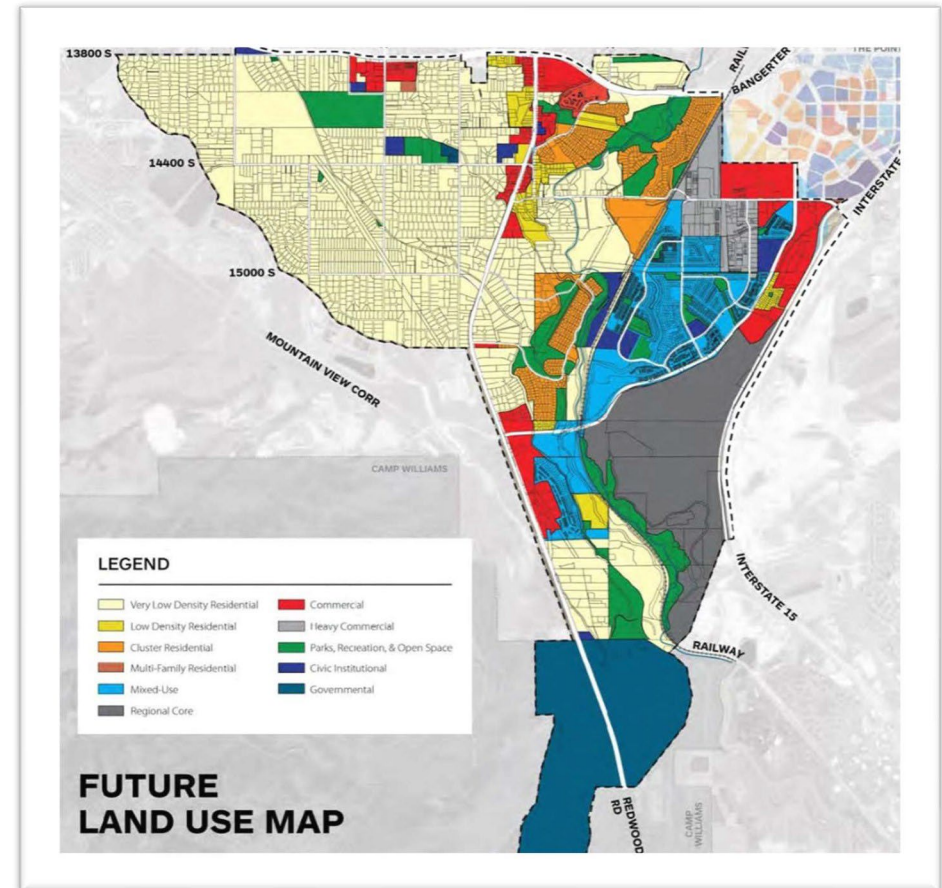 13800 S
THE POINT
BANGERTER
14400 S
INTERSTATE
15000 S
MOUNTAIN VIEW CORR
CAMP WILLIAMS
LEGEND
Very Low Density Residential
Low Density Residential
Cluster Residential
Multi-Family Residential
Mixed-Use
Regional Core
Commercial
Heavy Commercial
Parks, Recreation, & Open Space
Civic Institutional
Governmental
INTERSTATE 15
RAILWAY
REDWOOD
RD
CAMP
WILLIAMS
FUTURE
LAND USE MAP